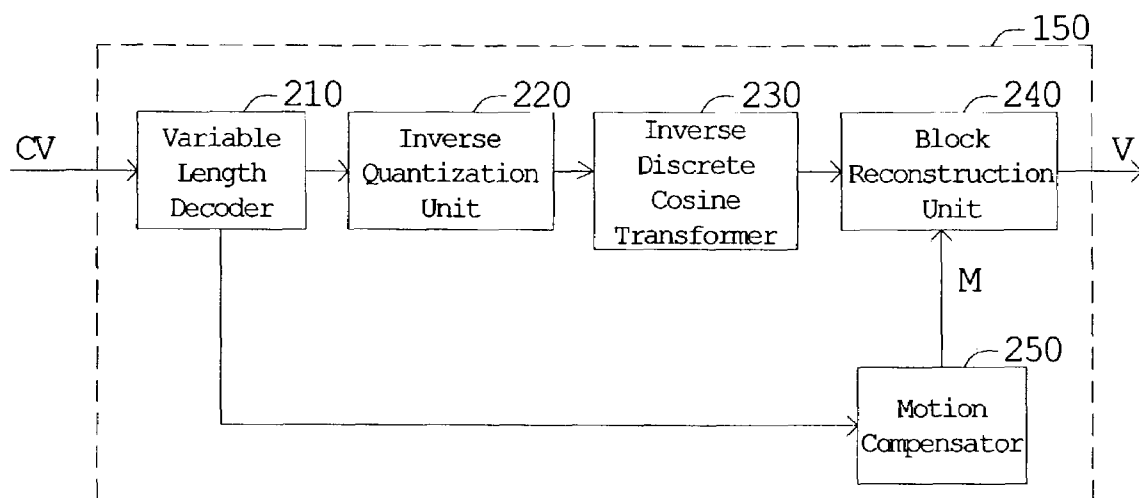 150
210
220
230
240
CV
Variable
Length
Decoder
Inverse
Quantization
Unit
Inverse
Discrete
Cosine
Transformer
Block
Reconstruction
Unit
V
M
250
Motion
Compensator